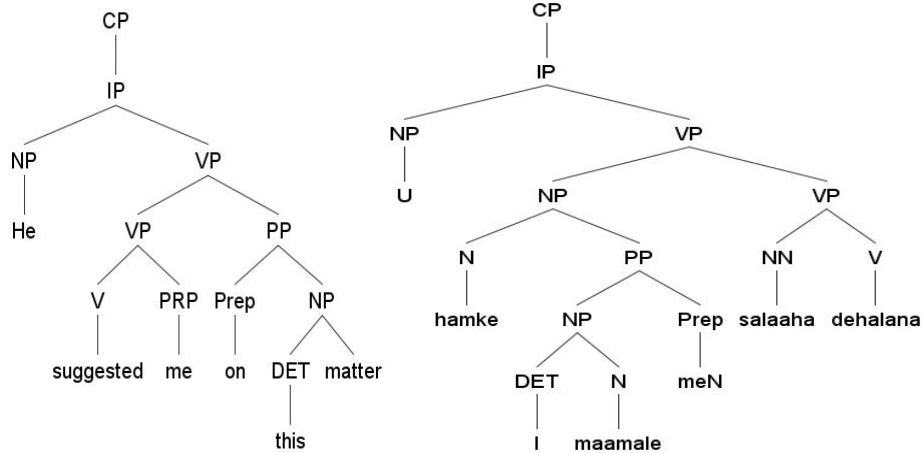 CP
IP
NP VP
He VP PP
V PRP Prep NP
suggested me on DET matter
this
CP
IP
NP VP
U NP VP
N PP NN V
hamke NP Prep salaaha dehalana
DET N meN
I maamale